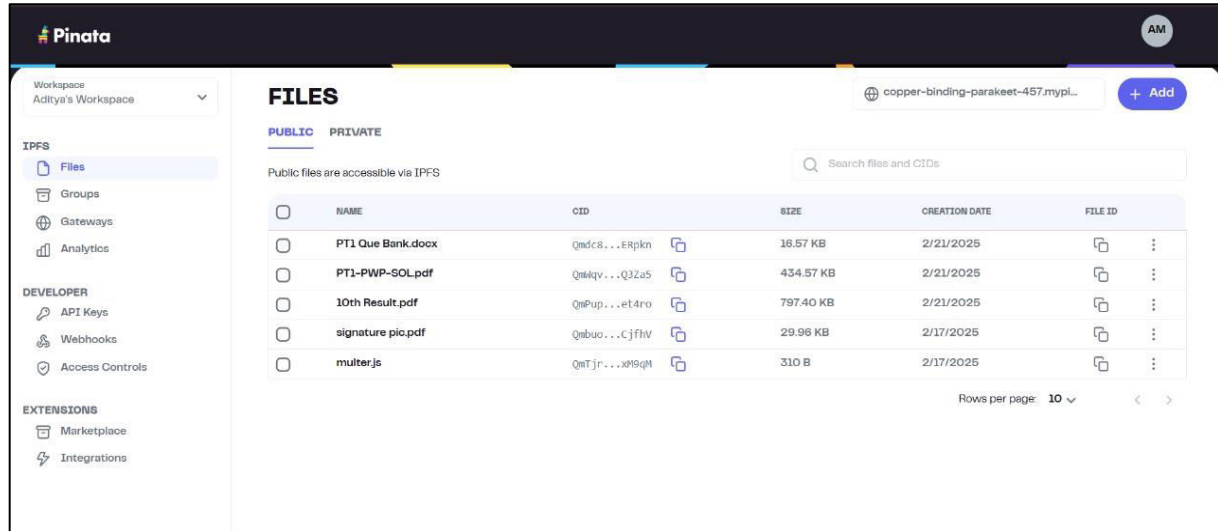 Pinata
AM
Workspace
Aditya's Workspace
FILES
copper-binding-parakeet-457.mypi...
+ Add
PUBLIC PRIVATE
IPFS
Files
Groups
Gateways
Analytics
Public files are accessible via IPFS
Search files and CIDs
NAME CID SIZE CREATION DATE FILE ID
PT1 Que Bank.docx Qmdc8...ERpkn 16.57 KB 2/21/2025
PT1-PWP-SOL.pdf QmWqv...Q3Za5 434.57 KB 2/21/2025
10th Result.pdf QmPup...et4ro 797.40 KB 2/21/2025
signature pic.pdf Qmbuo...CjfhV 29.96 KB 2/17/2025
multer.js QmTjr...xM9qM 310 B 2/17/2025
Rows per page: 10
DEVELOPER
API Keys
Webhooks
Access Controls
EXTENSIONS
Marketplace
Integrations